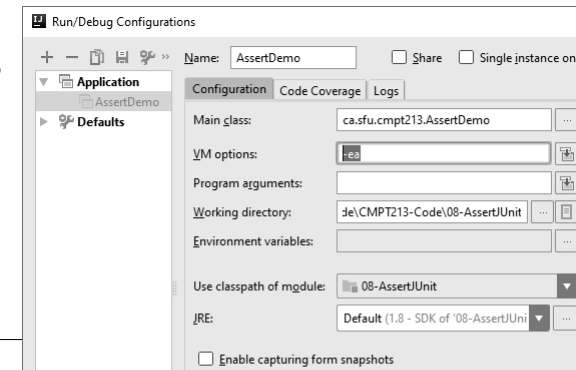 Run/Debug Configurations
Name: AssertDemo Share Single instance on
Application
AssertDemo
Defaults
Configuration Code Coverage Logs
Main class: ca.sfu.cmpt213.AssertDemo ...
VM options: -ea
Program arguments:
Working directory: de\CMPT213-Code\08-AssertJUnit ...
Environment variables: ...
Use classpath of module: 08-AssertJUnit
JRE: Default (1.8 - SDK of '08-AssertJUni ...
Enable capturing form snapshots